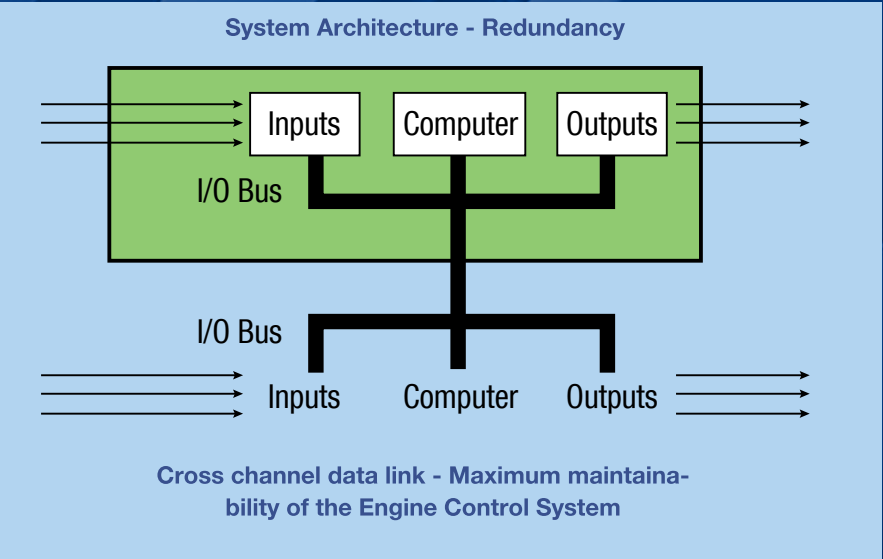 System Architecture - Redundancy
Inputs
Computer
Outputs
I/O Bus
I/O Bus
Inputs
Computer
Outputs
Cross channel data link - Maximum maintaina-
bility of the Engine Control System